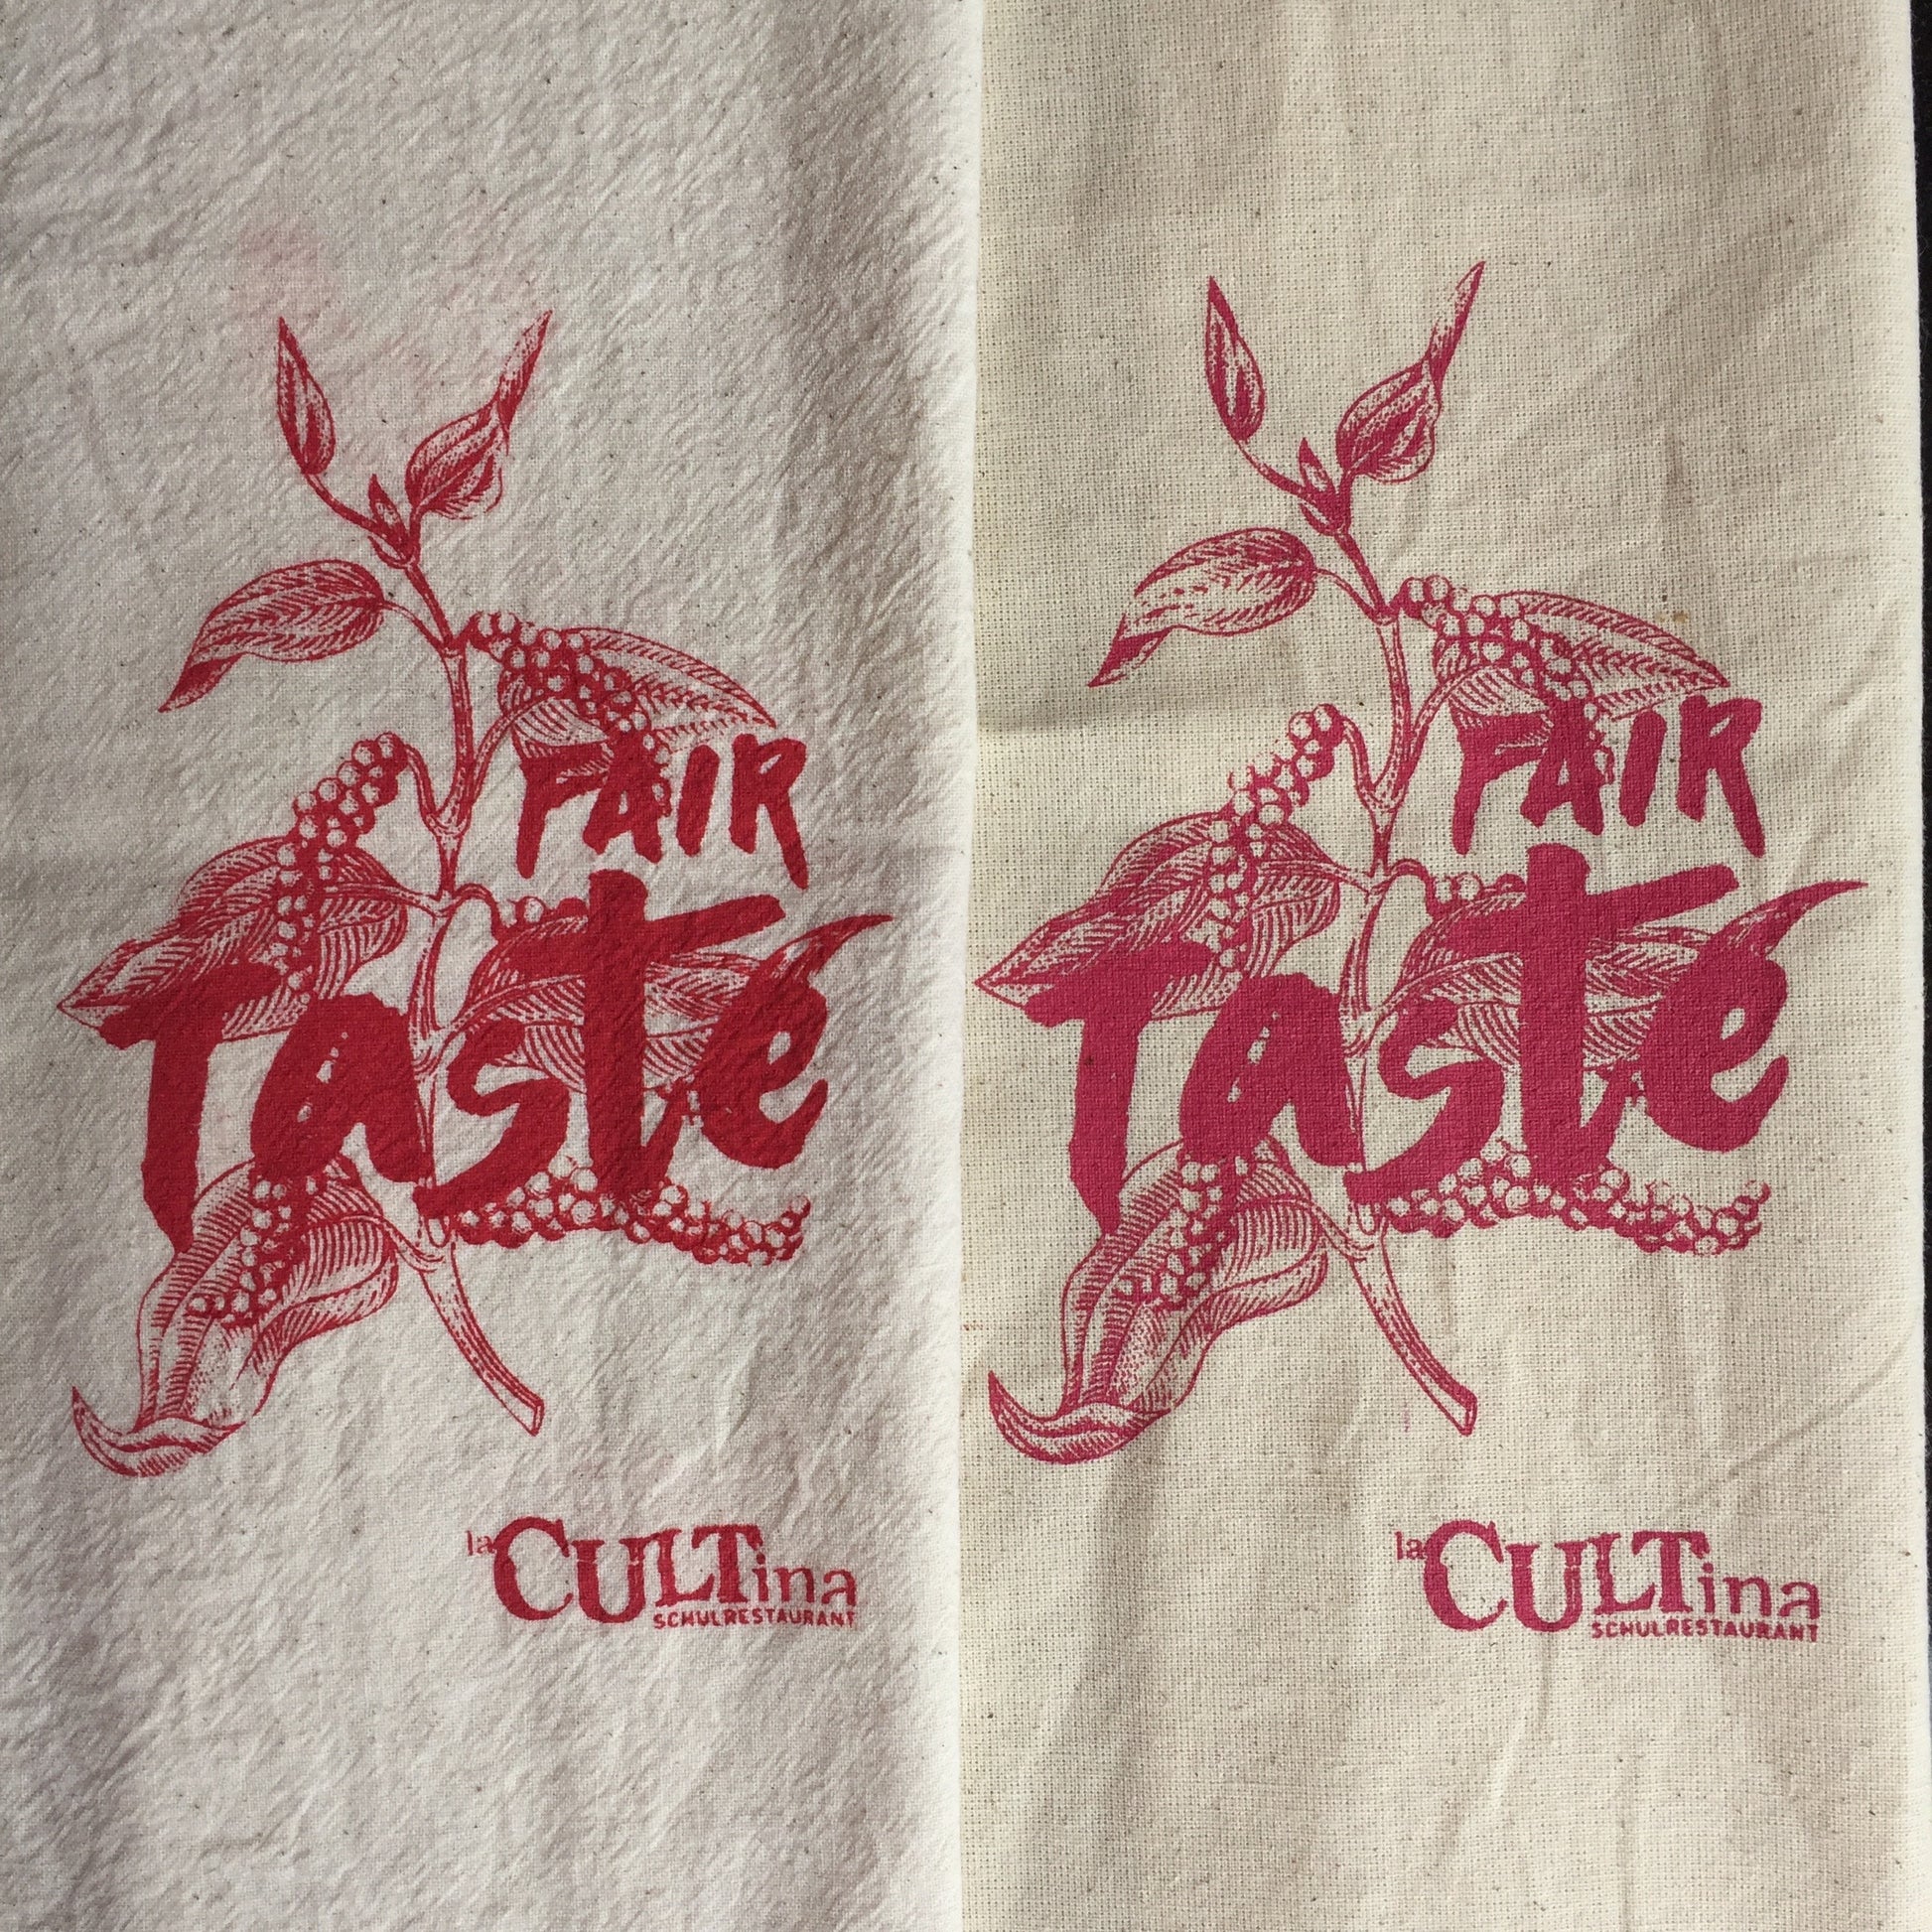 FAIR
Taste
la CULTina
SCHULRESTAURANT
FAIR
Taste
la CULTina
SCHULRESTAURANT